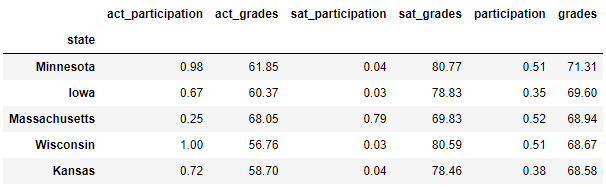 act_participation act_grades sat_participation sat_grades participation grades
state
Minnesota 0.98 61.85 0.04 80.77 0.51 71.31
Iowa 0.67 60.37 0.03 78.83 0.35 69.60
Massachusetts 0.25 68.05 0.79 69.83 0.52 68.94
Wisconsin 1.00 56.76 0.03 80.59 0.51 68.67
Kansas 0.72 58.70 0.04 78.46 0.38 68.58